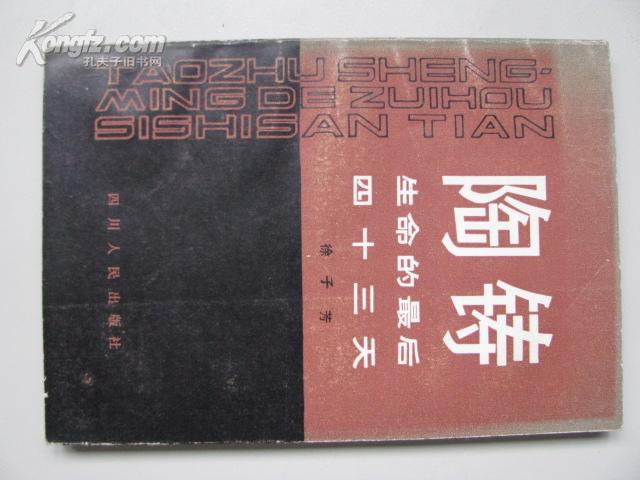 Kongfz.com
孔夫子旧书网
TAOZHU SHENG-
MING DE ZUIHOU
SISHISAN TIAN
陶铸
生命的最后
四十三天
徐子芳
四川人民出版社